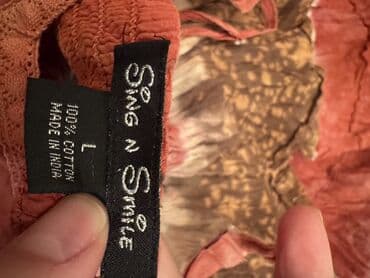 SING N SMILE
L
100% COTTON
MADE IN INDIA